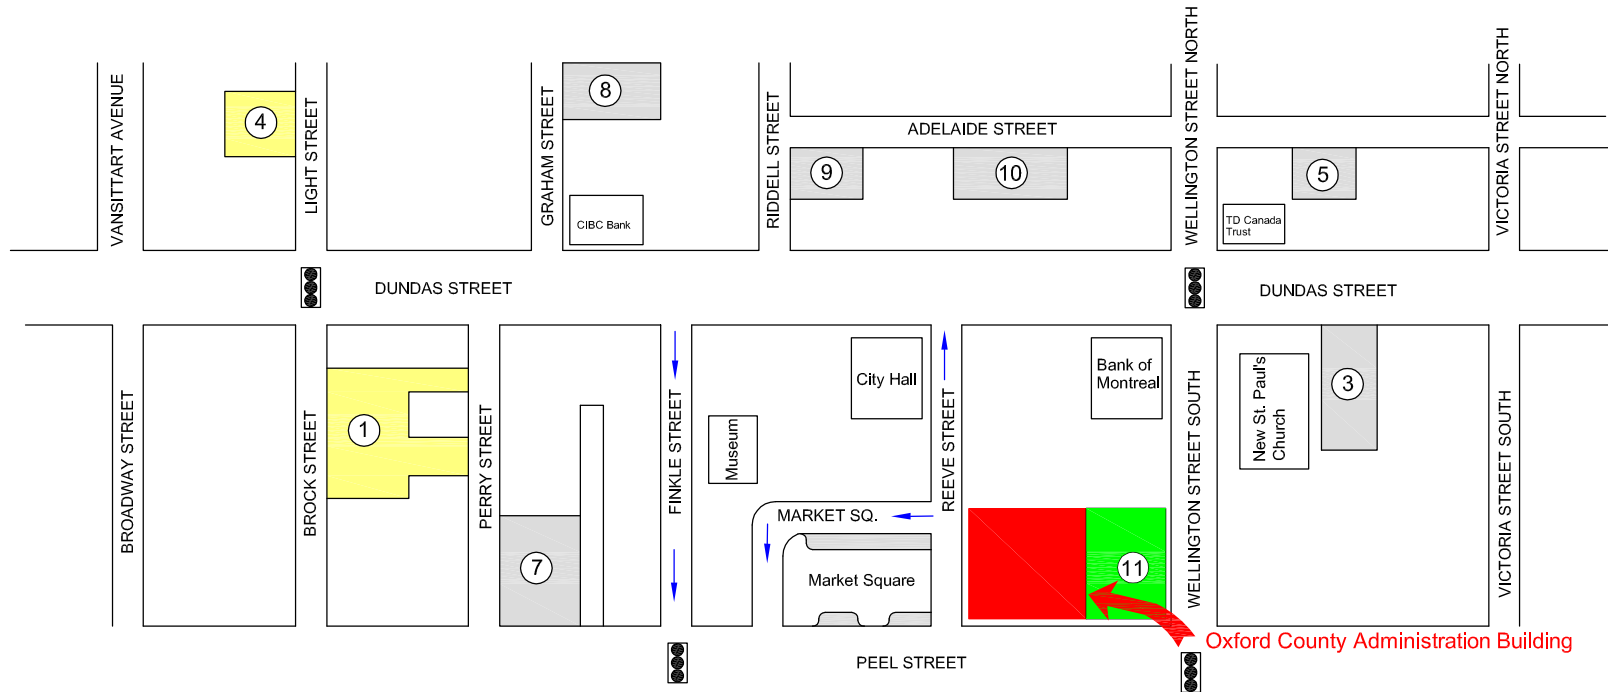 VANSITTART AVENUE
4
LIGHT STREET
GRAHAM STREET
8
CIBC Bank
RIDDELL STREET
ADELAIDE STREET
9
10
WELLINGTON STREET NORTH
5
TD Canada
Trust
VICTORIA STREET NORTH
DUNDAS STREET
DUNDAS STREET
BROADWAY STREET
BROCK STREET
1
PERRY STREET
7
FINKLE STREET
Museum
City Hall
MARKET SQ.
Market Square
REEVE STREET
Bank of
Montreal
11
WELLINGTON STREET SOUTH
New St. Paul's
Church
3
VICTORIA STREET SOUTH
Oxford County Administration Building
PEEL STREET